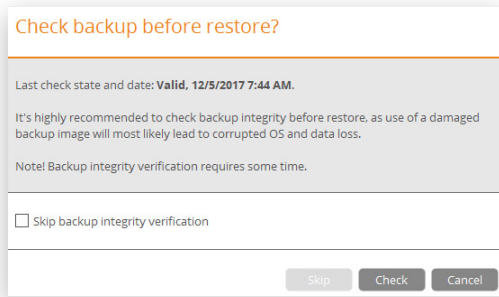 Check backup before restore?
Last check state and date: Valid, 12/5/2017 7:44 AM.
It's highly recommended to check backup integrity before restore, as use of a damaged
backup image will most likely lead to corrupted OS and data loss.
Note! Backup integrity verification requires some time.
Skip backup integrity verification
Skip Check Cancel